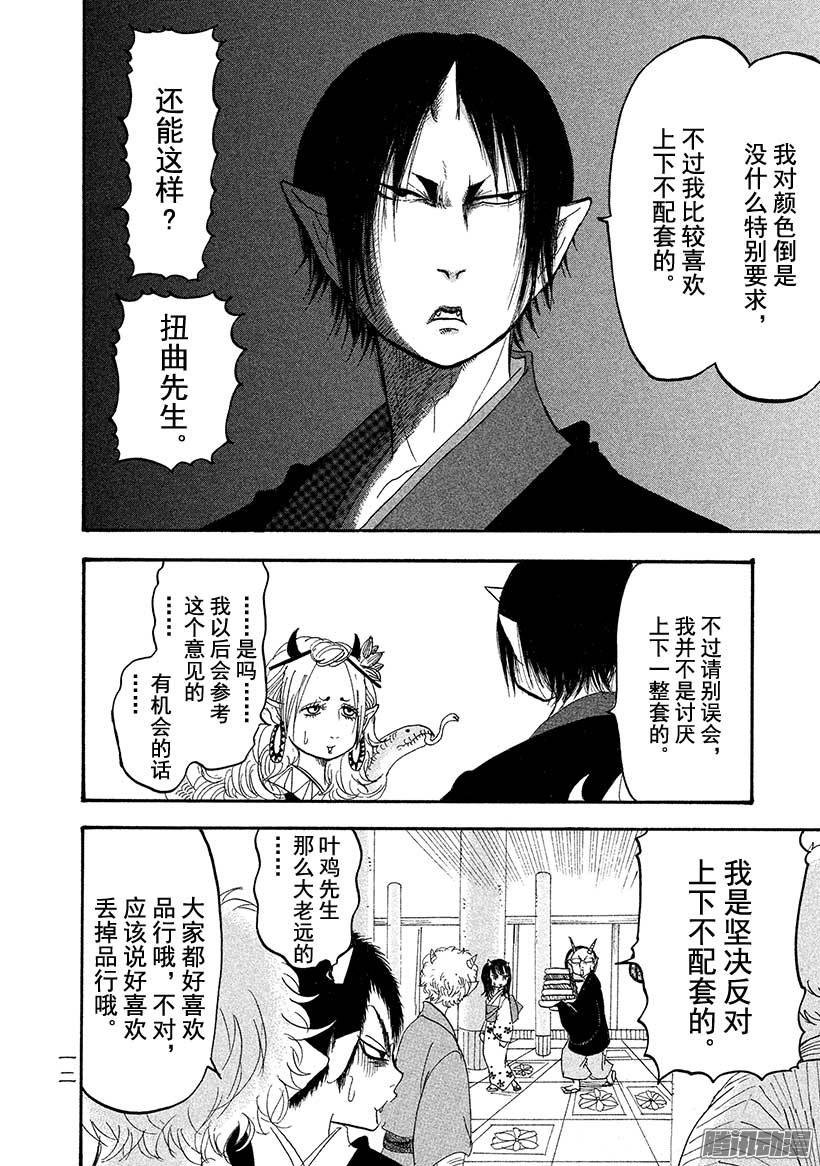 我对颜色倒是
没什么特别要求，
不过我比较喜欢
上下不配套的。
还能这样？
扭曲先生。
不过请别误会，
我并不是讨厌
上下一整套的。
……
……是吗
我以后会参考
这个意见的
……
有机会的话
……
我是坚决反对
上下不配套的。
叶鸡先生
那么大老远的
……
大家都好喜欢
品行哦，不对，
应该说好喜欢
丢掉品行哦。
一二
腾讯动漫